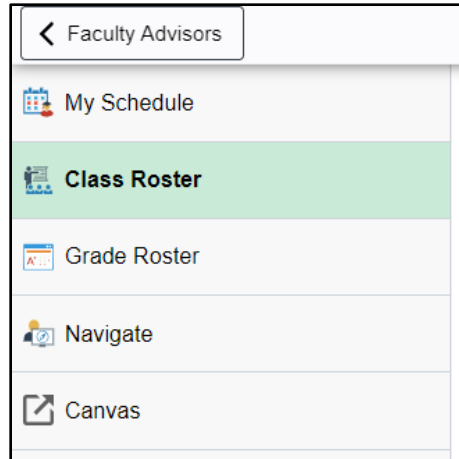 Faculty Advisors
My Schedule
Class Roster
Grade Roster
Navigate
Canvas